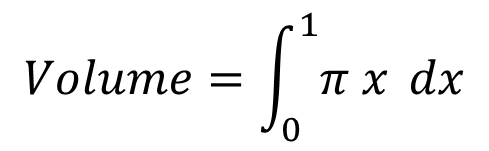 Volume = ∫₀¹ π x dx